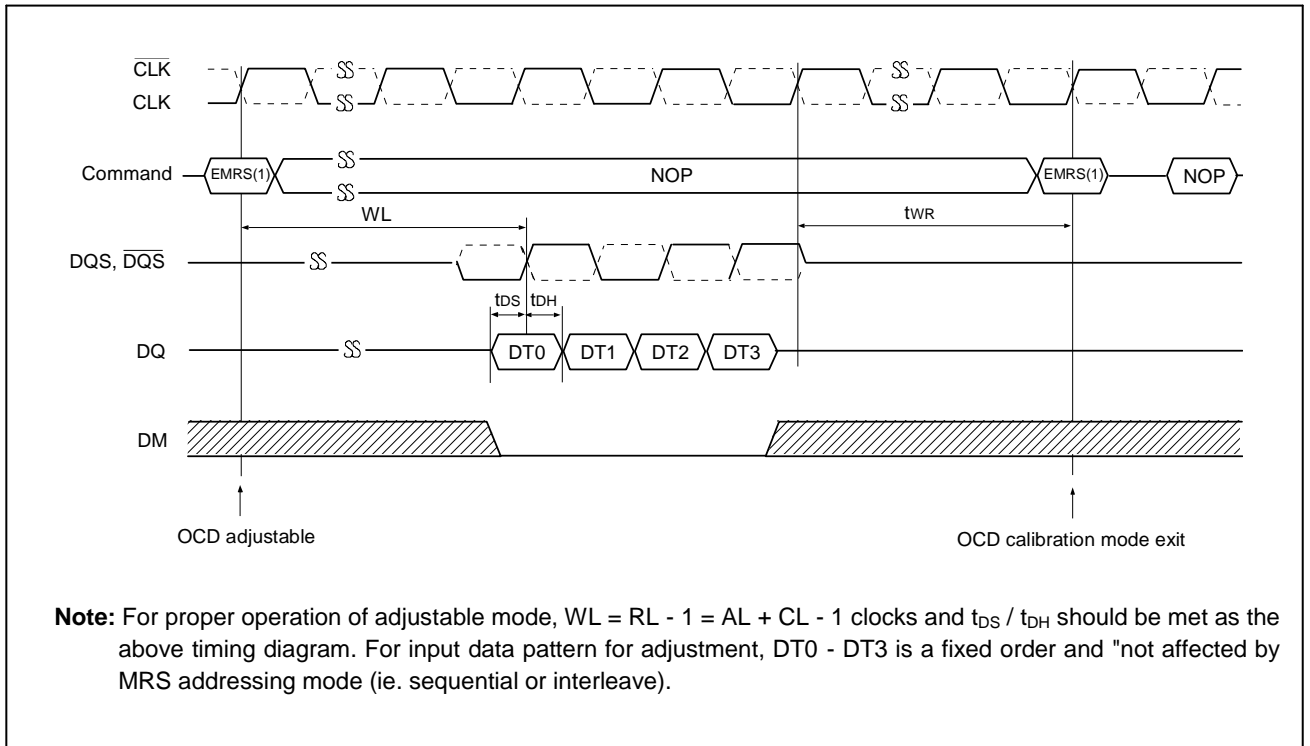 CLK
CLK
Command
EMRS(1)
NOP
EMRS(1)
NOP
WL
tWR
DQS, DQS
tDS
tDH
DQ
DT0
DT1
DT2
DT3
DM
OCD adjustable
OCD calibration mode exit
Note: For proper operation of adjustable mode, WL = RL - 1 = AL + CL - 1 clocks and tDS / tDH should be met as the
above timing diagram. For input data pattern for adjustment, DT0 - DT3 is a fixed order and "not affected by
MRS addressing mode (ie. sequential or interleave).